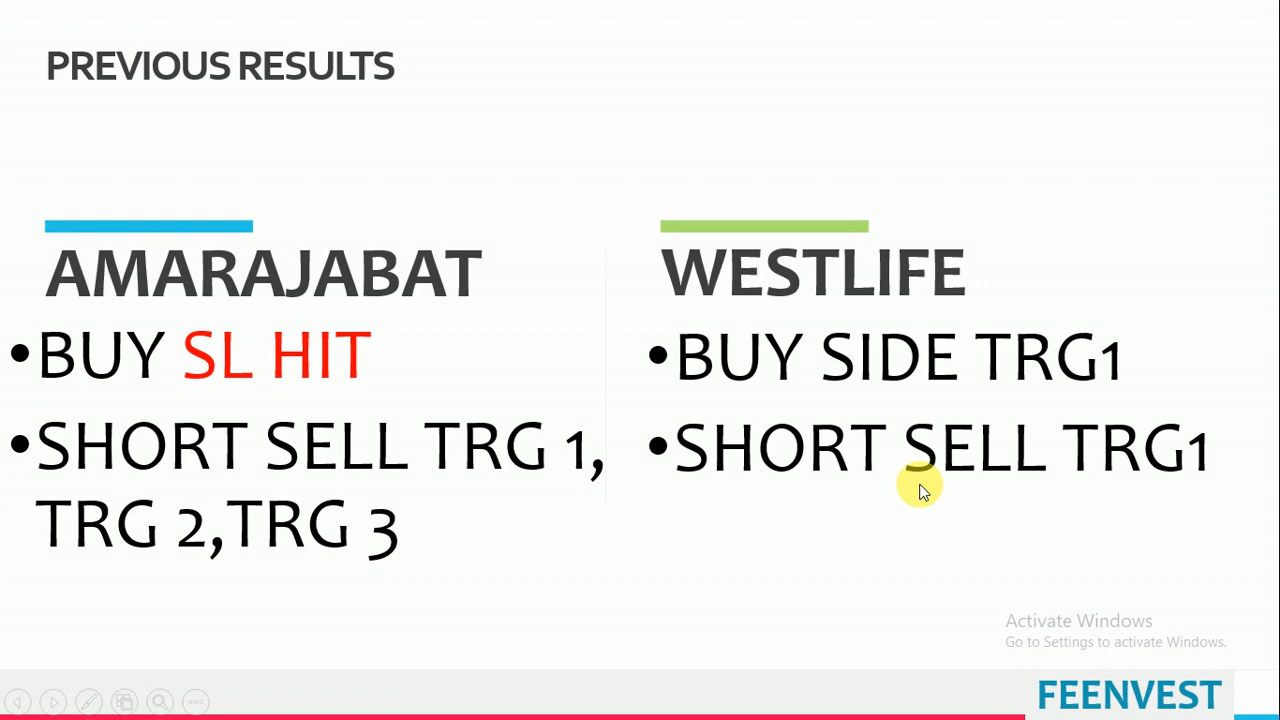 PREVIOUS RESULTS
AMARAJABAT
•BUY SL HIT
•SHORT SELL TRG 1,
TRG 2,TRG 3
WESTLIFE
•BUY SIDE TRG1
•SHORT SELL TRG1
Activate Windows
Go to Settings to activate Windows.
FEENVEST